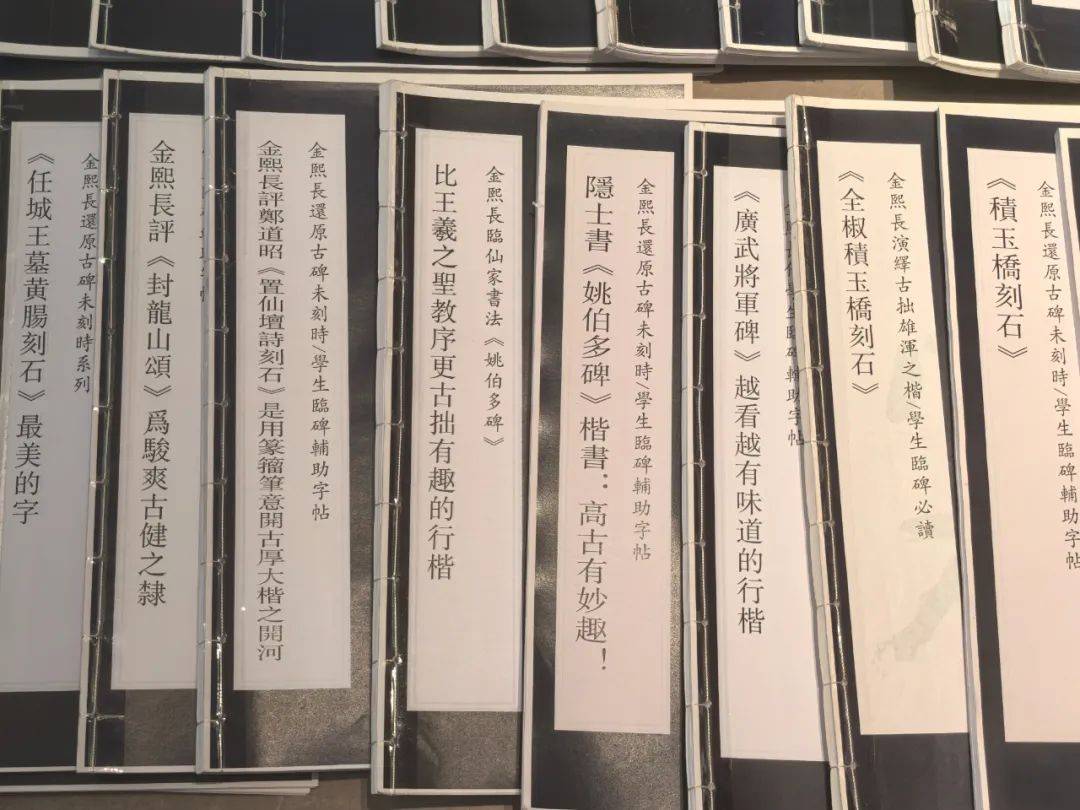 金熙長還原古碑未刻時
《積玉橋刻石》
金熙長演繹古拙雄渾之楷/學生臨碑必讀
《全椒積玉橋刻石》
《廣武將軍碑》越看越有味道的行楷
金熙長還原古碑未刻時/學生臨碑輔助字帖
隱士書《姚伯多碑》楷書：高古有妙趣！
金熙長臨仙家書法《姚伯多碑》
比王羲之聖教序更古拙有趣的行楷
金熙長還原古碑未刻時/學生臨碑輔助字帖
金熙長評鄭道昭《置仙壇詩刻石》是用篆籀筆意開古厚大楷之開河
金熙長評《封龍山頌》爲駿爽古健之隸
金熙長還原古碑未刻時系列
《任城王墓黄腸刻石》最美的字